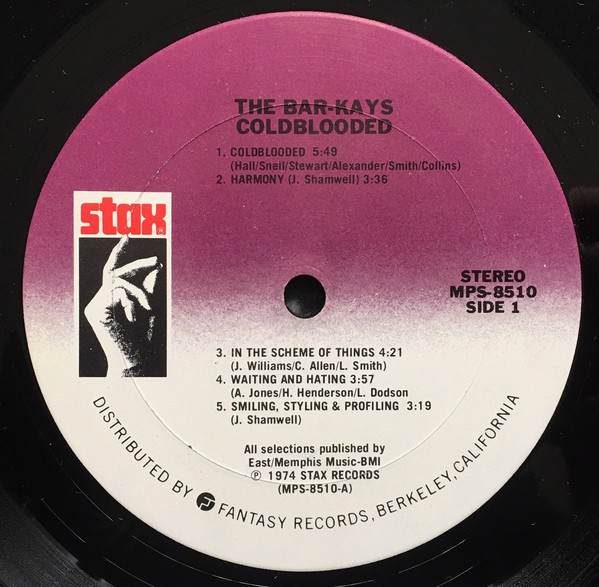 THE BAR-KAYS
COLDBLOODED
1. COLDBLOODED 5:49
(Hall/Snell/Stewart/Alexander/Smith/Collins)
2. HARMONY (J. Shamwell) 3:36
stax
STEREO
MPS-8510
SIDE 1
3. IN THE SCHEME OF THINGS 4:21
(J. Williams/C. Allen/L. Smith)
4. WAITING AND HATING 3:57
(A. Jones/H. Henderson/L. Dodson
5. SMILING, STYLING & PROFILING 3:19
(J. Shamwell)
All selections published by
East/Memphis Music-BMI
℗ 1974 STAX RECORDS
(MPS-8510-A)
DISTRIBUTED BY FANTASY RECORDS, BERKELEY, CALIFORNIA